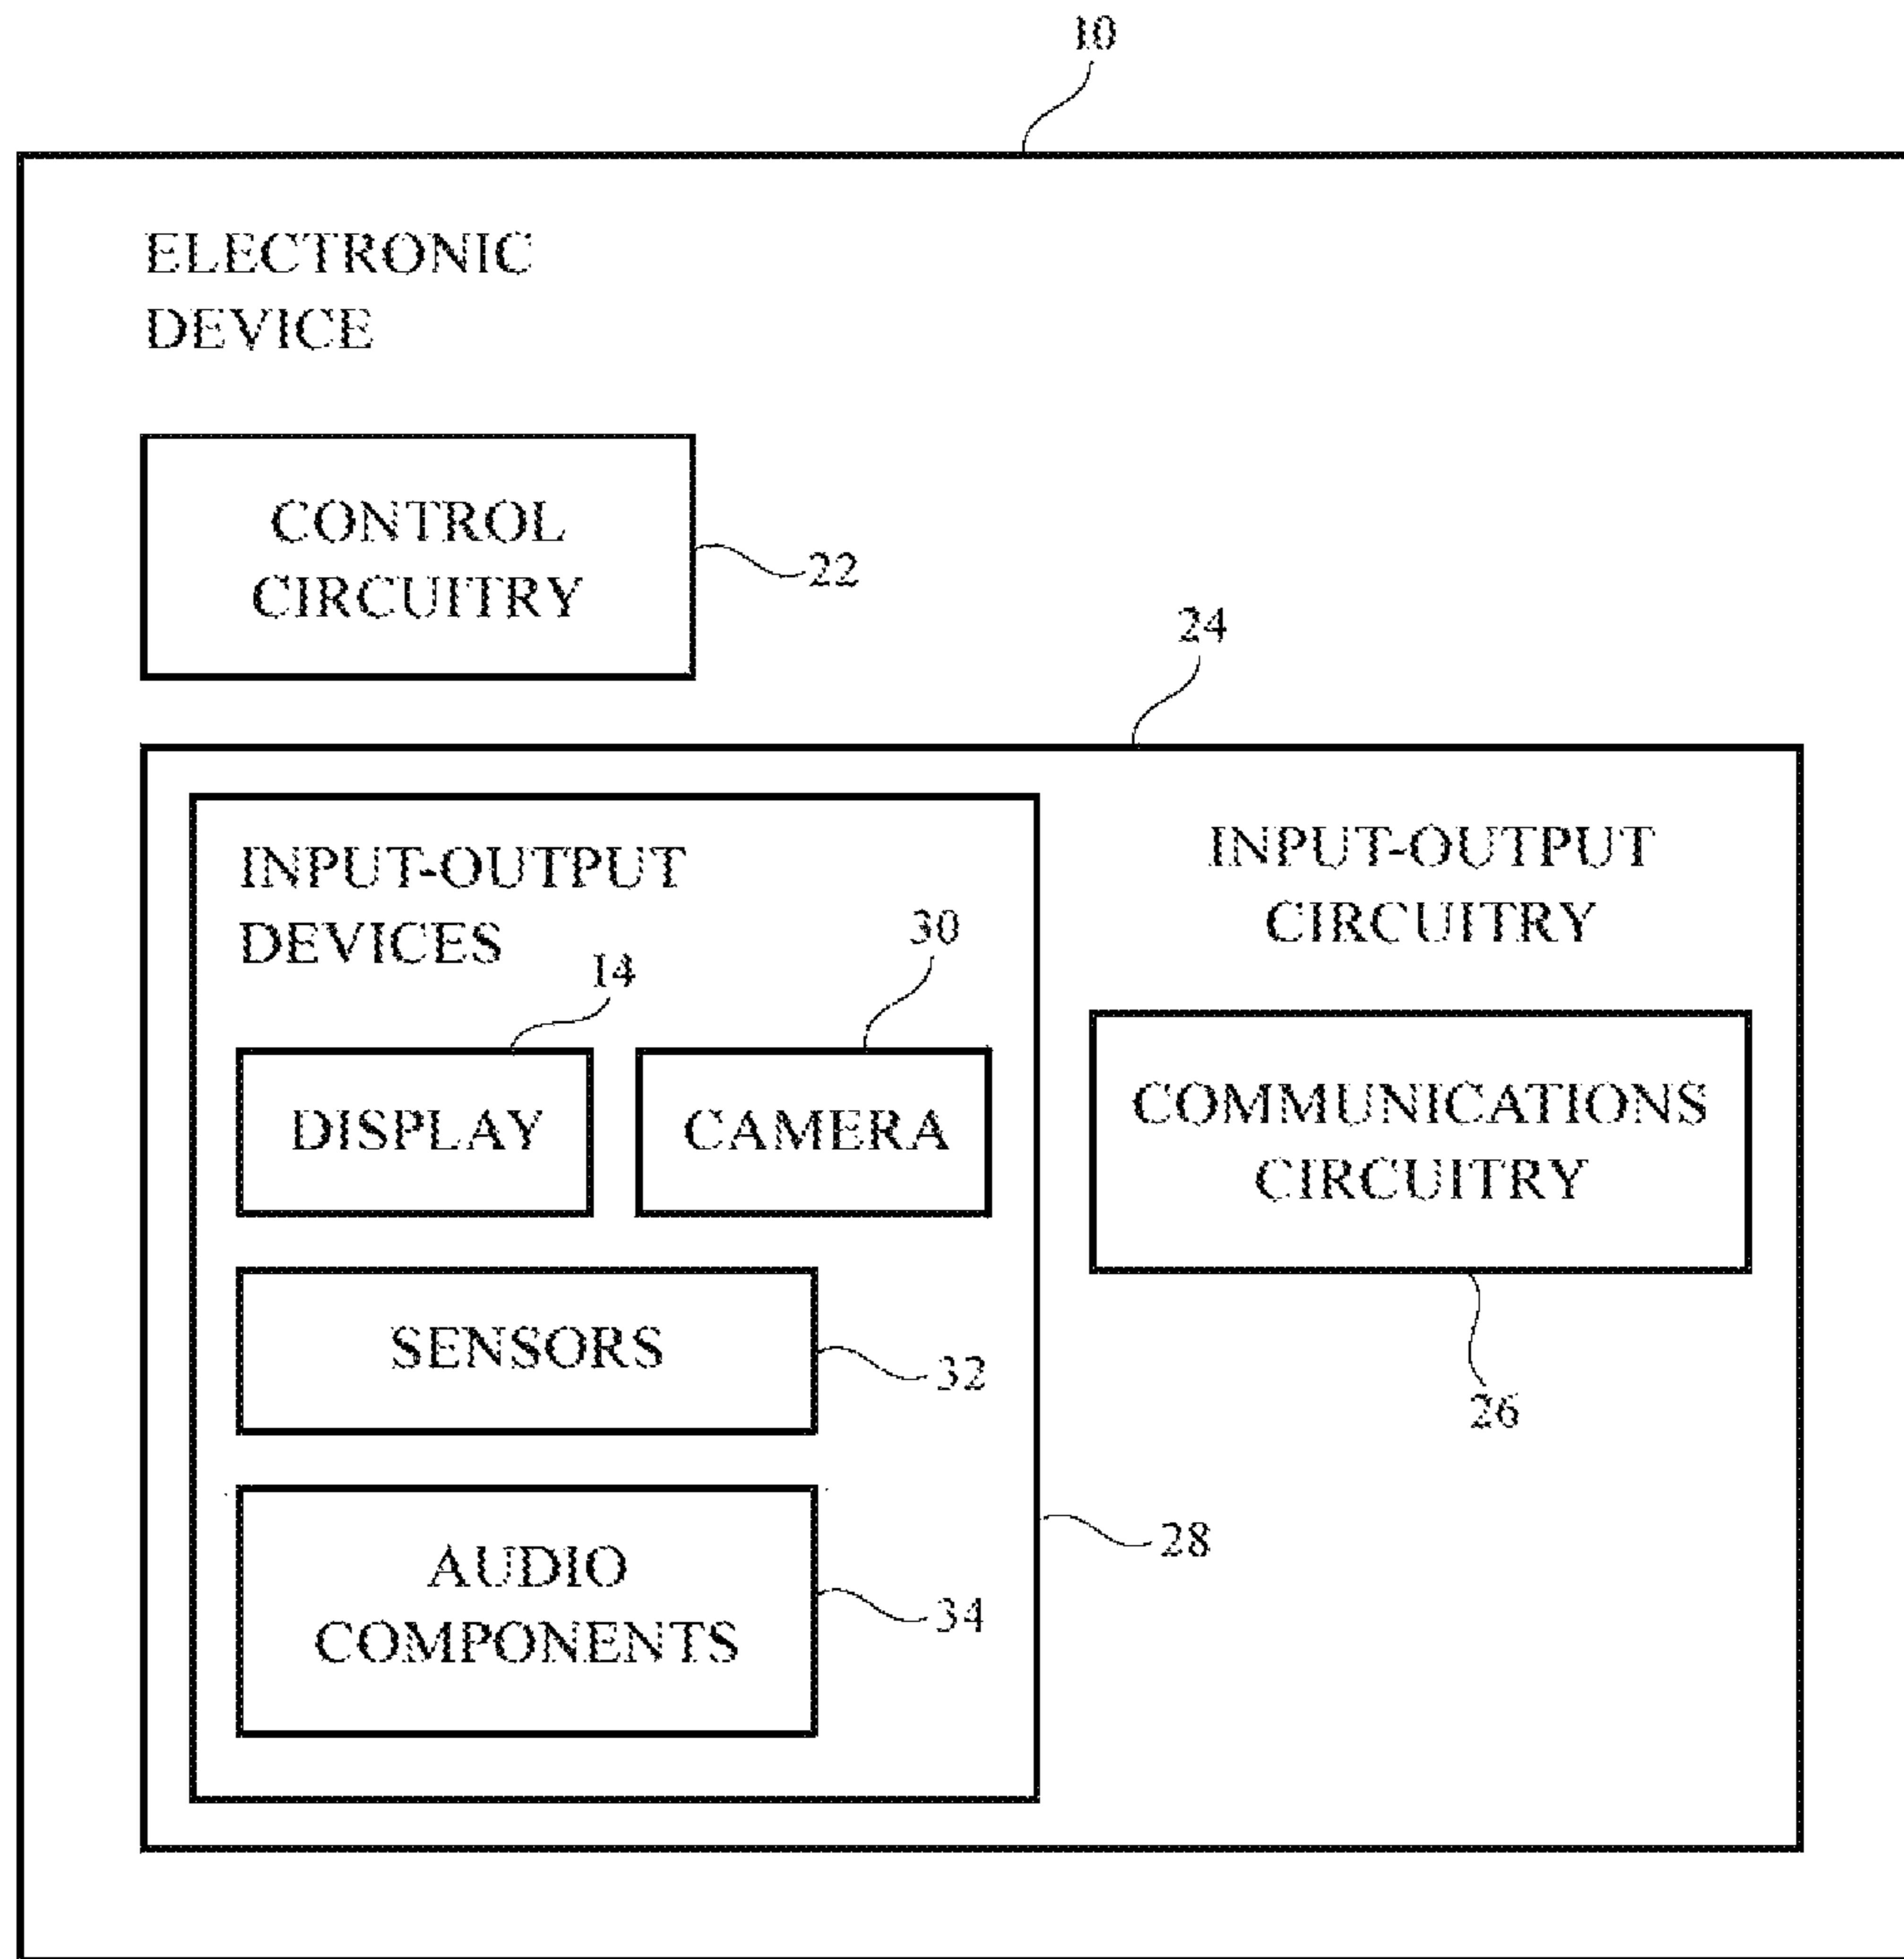 10
ELECTRONIC
DEVICE
CONTROL
CIRCUITRY
22
24
INPUT-OUTPUT
DEVICES
14
30
DISPLAY
CAMERA
SENSORS
32
AUDIO
COMPONENTS
34
28
INPUT-OUTPUT
CIRCUITRY
COMMUNICATIONS
CIRCUITRY
26